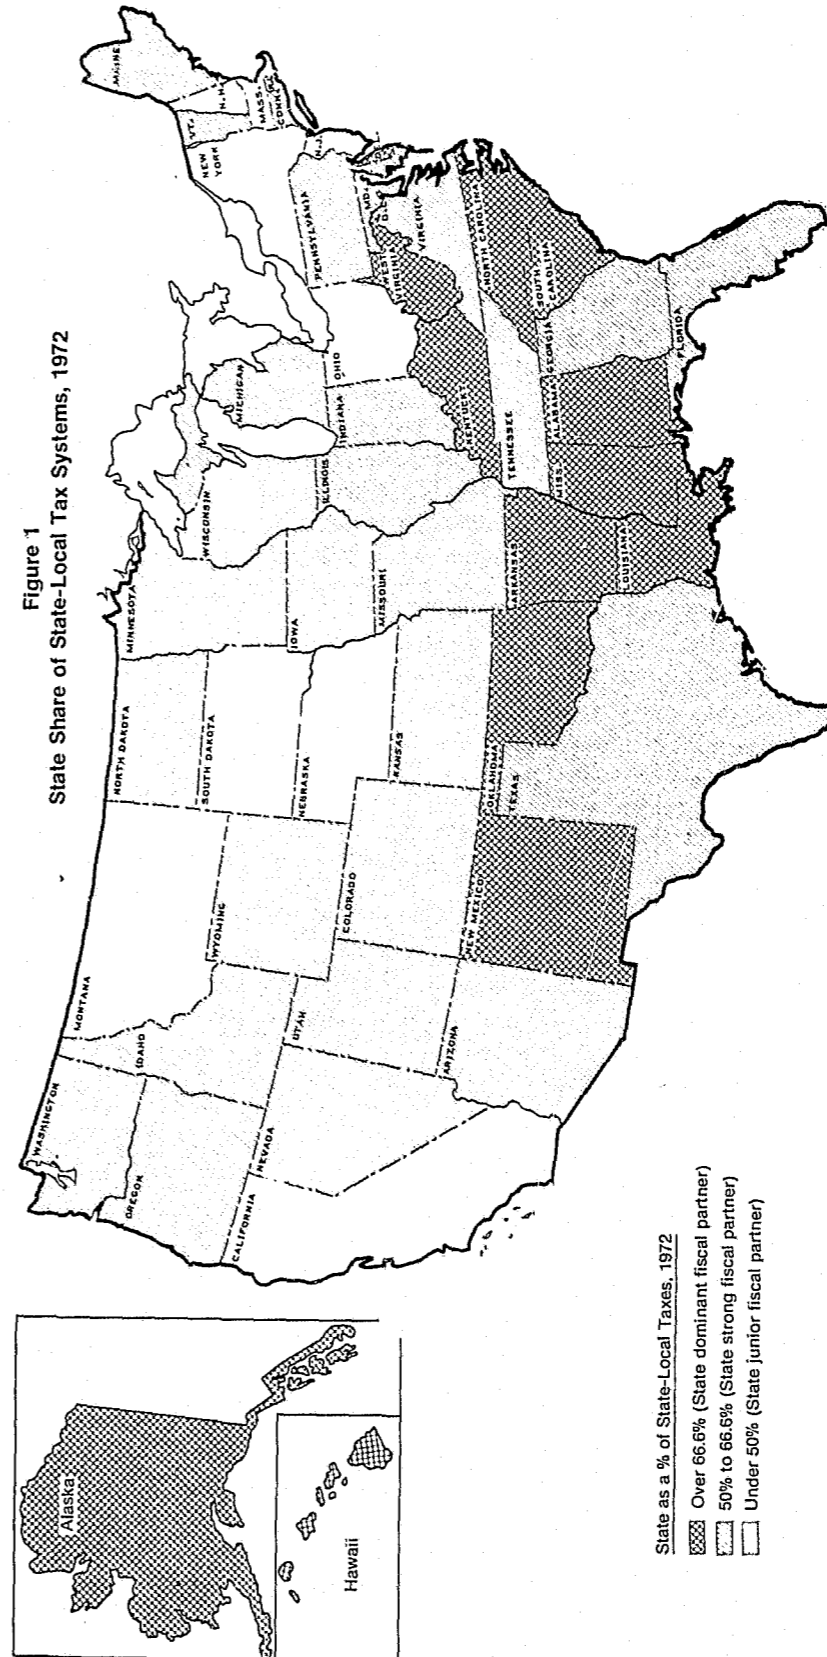 Figure 1
State Share of State-Local Tax Systems, 1972
Alaska
Hawaii
WASHINGTON
OREGON
CALIFORNIA
NEVADA
IDAHO
MONTANA
WYOMING
UTAH
ARIZONA
COLORADO
NEW MEXICO
NORTH DAKOTA
SOUTH DAKOTA
NEBRASKA
KANSAS
OKLAHOMA
TEXAS
MINNESOTA
IOWA
MISSOURI
ARKANSAS
LOUISIANA
WISCONSIN
ILLINOIS
MICHIGAN
INDIANA
OHIO
KENTUCKY
TENNESSEE
MISS.
ALABAMA
GEORGIA
FLORIDA
SOUTH
CAROLINA
NORTH CAROLINA
VIRGINIA
WEST
VIRGINIA
MD.
PENNSYLVANIA
N.J.
NEW
YORK
VT.
N.H.
MAINE
MASS.
CONN.
State as a % of State-Local Taxes, 1972
Over 66.6% (State dominant fiscal partner)
50% to 66.6% (State strong fiscal partner)
Under 50% (State junior fiscal partner)